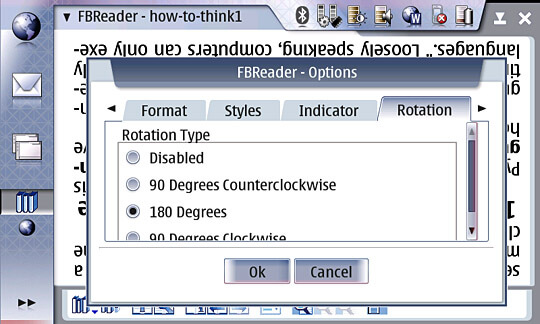 FBReader - how-to-think1
languages." Loosely speaking, computers can only exe-
FBReader - Options
Format Styles Indicator Rotation
Rotation Type
Disabled
90 Degrees Counterclockwise
180 Degrees
90 Degrees Clockwise
Ok Cancel